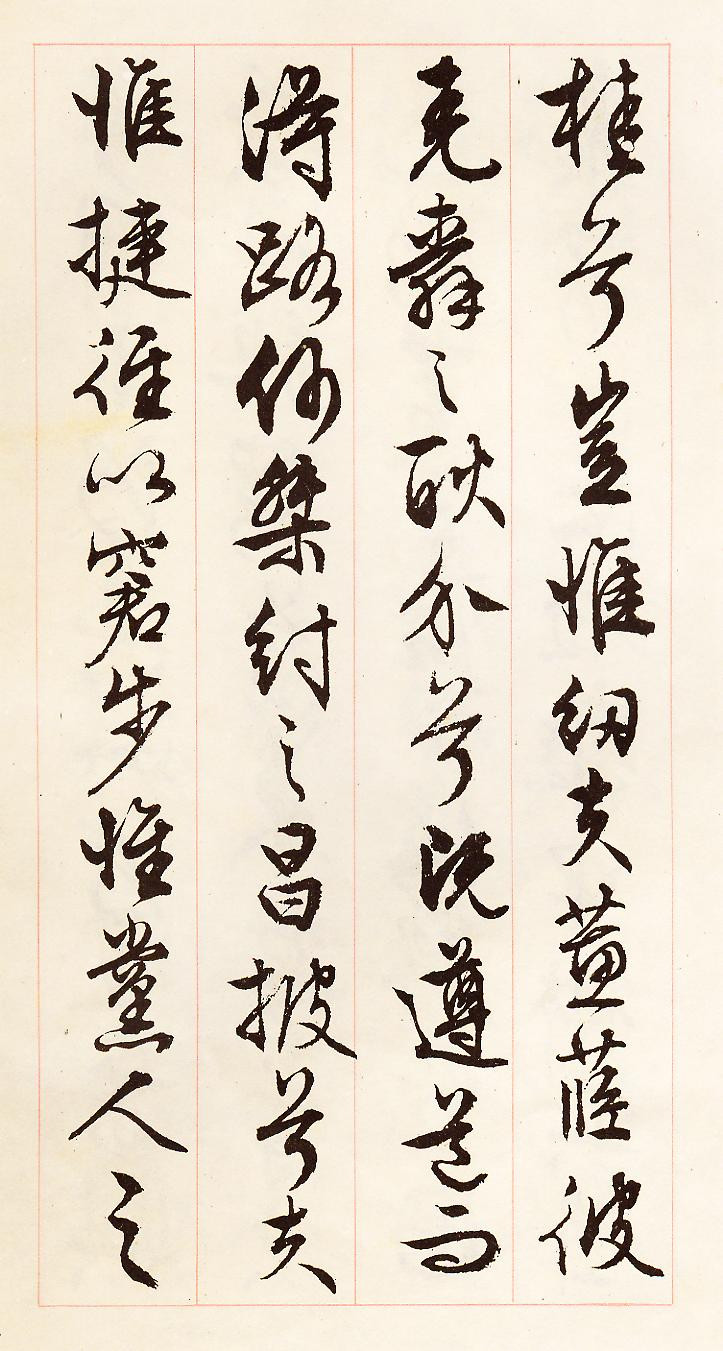 桂兮豈惟紉夫蕙茝彼
堯舜之耿介兮既遵道而
得路何桀紂之昌披兮夫
惟捷徑以窘步惟黨人之